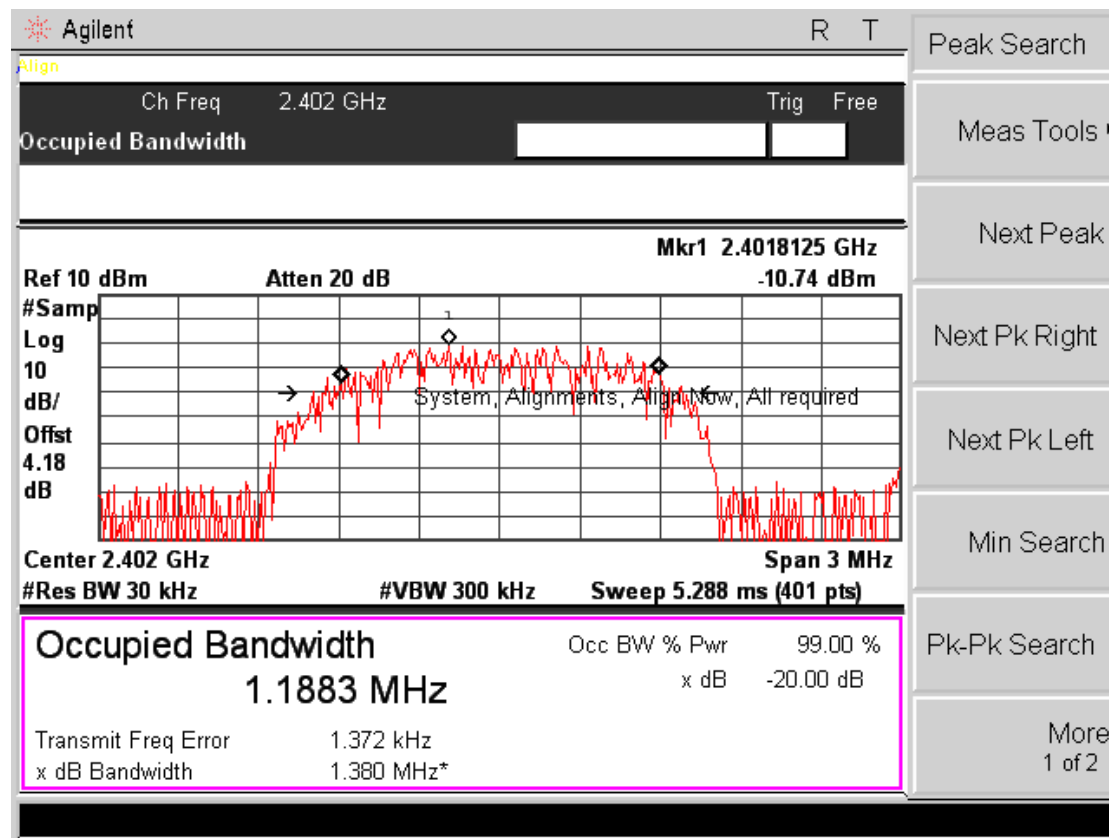 Agilent R T
Align
Ch Freq 2.402 GHz Trig Free
Occupied Bandwidth
Mkr1 2.4018125 GHz
Ref 10 dBm Atten 20 dB -10.74 dBm
#Samp
Log
10
dB/
Offst
4.18
dB
1
System, Alignments, Align Now, All required
Center 2.402 GHz Span 3 MHz
#Res BW 30 kHz #VBW 300 kHz Sweep 5.288 ms (401 pts)
Occupied Bandwidth
1.1883 MHz
Occ BW % Pwr 99.00 %
x dB -20.00 dB
Transmit Freq Error 1.372 kHz
x dB Bandwidth 1.380 MHz*
Peak Search
Meas Tools
Next Peak
Next Pk Right
Next Pk Left
Min Search
Pk-Pk Search
More
1 of 2